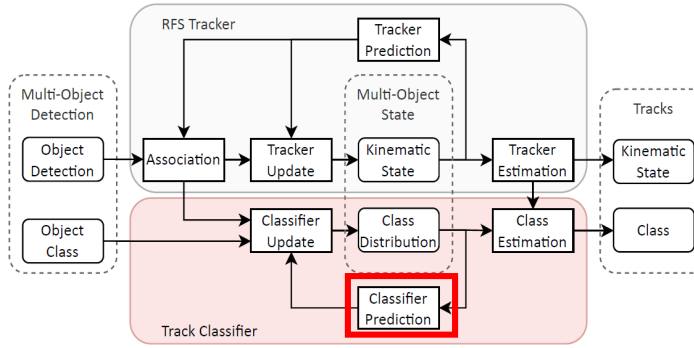 RFS Tracker
Tracker
Prediction
Multi-Object
Detection
Multi-Object
State
Tracks
Object
Detection
Association
Tracker
Update
Kinematic
State
Tracker
Estimation
Kinematic
State
Object
Class
Classifier
Update
Class
Distribution
Class
Estimation
Class
Classifier
Prediction
Track Classifier